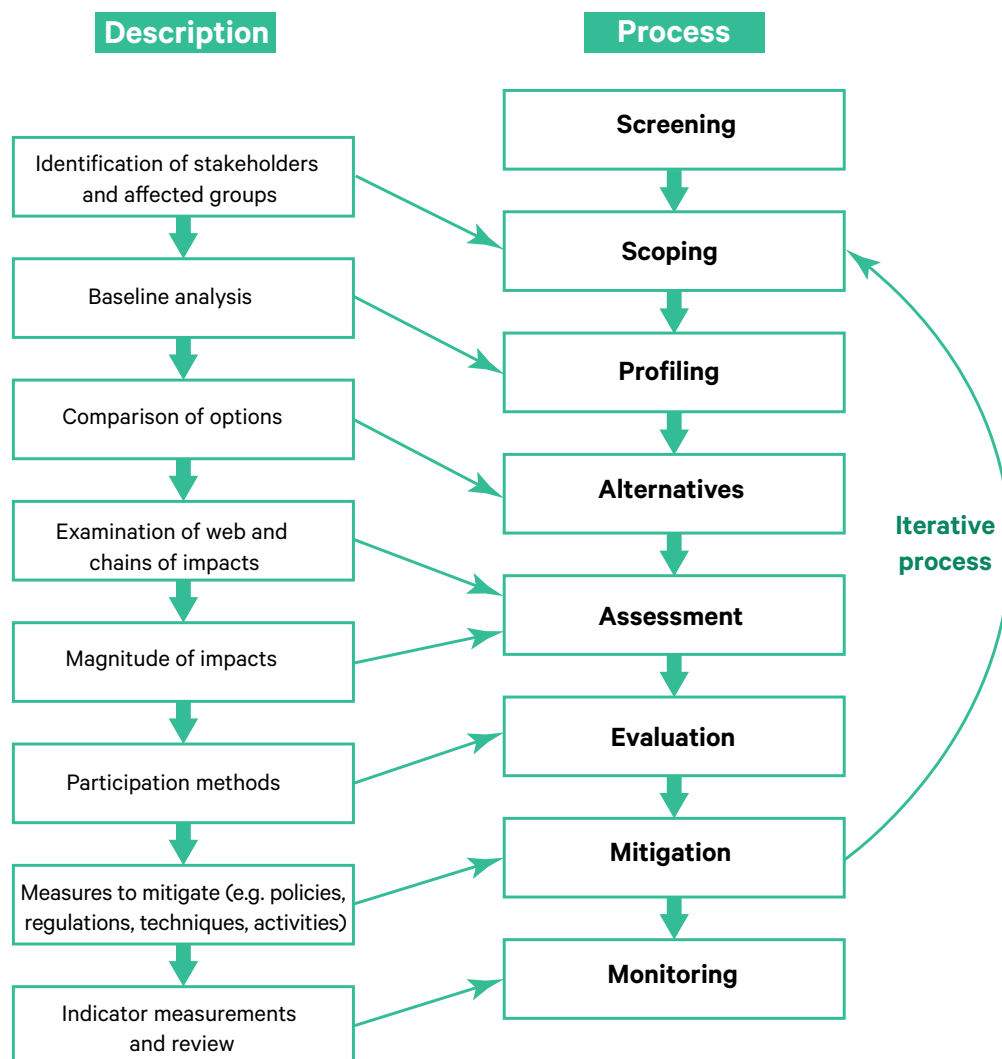 Description
Process
Screening
Identification of stakeholders
and affected groups
Scoping
Baseline analysis
Profiling
Comparison of options
Alternatives
Examination of web and
chains of impacts
Iterative
process
Assessment
Magnitude of impacts
Evaluation
Participation methods
Mitigation
Measures to mitigate (e.g. policies,
regulations, techniques, activities)
Monitoring
Indicator measurements
and review